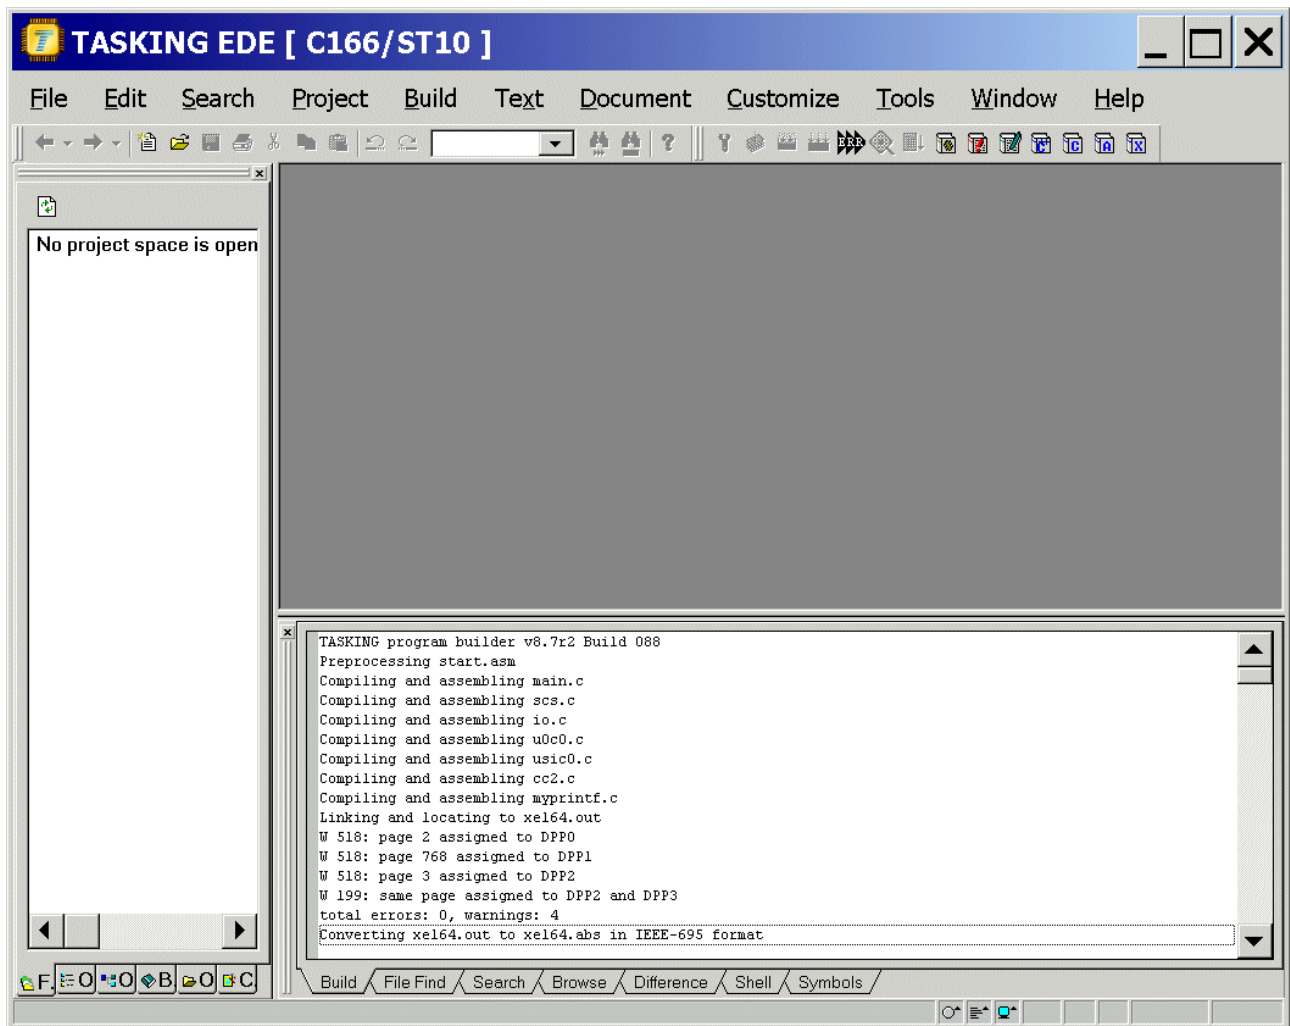 TASKING EDE [ C166/ST10 ]
File Edit Search Project Build Text Document Customize Tools Window Help
ERR
No project space is open
TASKING program builder v8.7r2 Build 088
Preprocessing start.asm
Compiling and assembling main.c
Compiling and assembling scs.c
Compiling and assembling io.c
Compiling and assembling u0c0.c
Compiling and assembling usic0.c
Compiling and assembling cc2.c
Compiling and assembling myprintf.c
Linking and locating to xe164.out
W 518: page 2 assigned to DPP0
W 518: page 768 assigned to DPP1
W 518: page 3 assigned to DPP2
W 199: same page assigned to DPP2 and DPP3
total errors: 0, warnings: 4
Converting xe164.out to xe164.abs in IEEE-695 format
F. O O B O C
Build File Find Search Browse Difference Shell Symbols